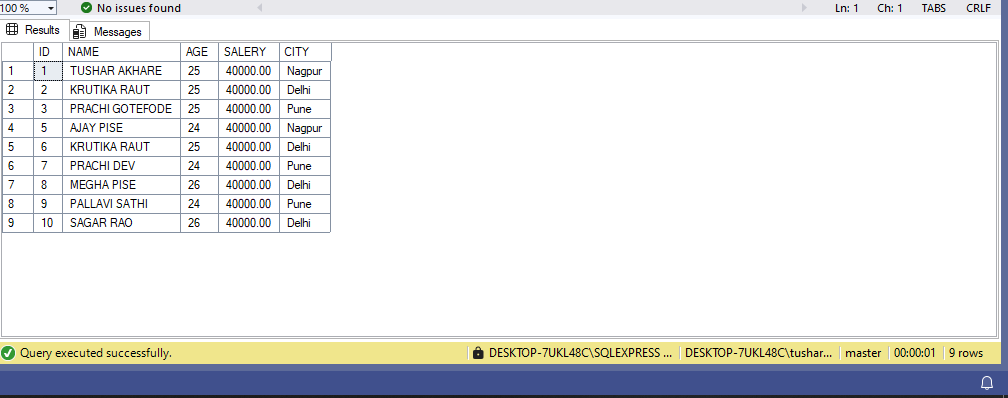 100 % No issues found Ln: 1 Ch: 1 TABS CRLF
Results Messages
ID NAME AGE SALERY CITY
1 1 TUSHAR AKHARE 25 40000.00 Nagpur
2 2 KRUTIKA RAUT 25 40000.00 Delhi
3 3 PRACHI GOTEFODE 25 40000.00 Pune
4 5 AJAY PISE 24 40000.00 Nagpur
5 6 KRUTIKA RAUT 25 40000.00 Delhi
6 7 PRACHI DEV 24 40000.00 Pune
7 8 MEGHA PISE 26 40000.00 Delhi
8 9 PALLAVI SATHI 24 40000.00 Pune
9 10 SAGAR RAO 26 40000.00 Delhi
Query executed successfully. DESKTOP-7UKL48C\SQLEXPRESS ... DESKTOP-7UKL48C\tushar... master 00:00:01 9 rows